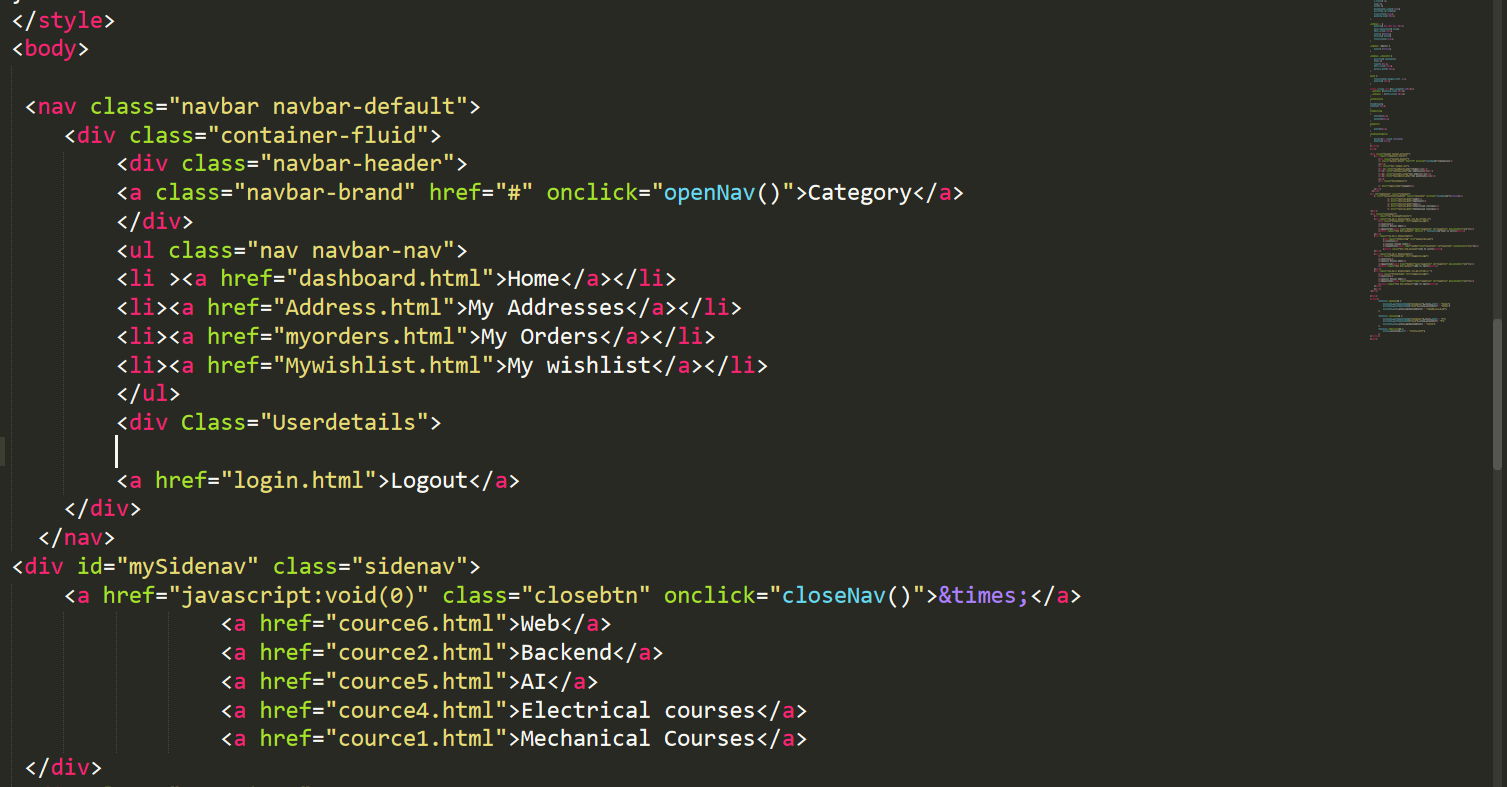 </style>
<body>
<nav class="navbar navbar-default">
<div class="container-fluid">
<div class="navbar-header">
<a class="navbar-brand" href="#" onclick="openNav()">Category</a>
</div>
<ul class="nav navbar-nav">
<li ><a href="dashboard.html">Home</a></li>
<li><a href="Address.html">My Addresses</a></li>
<li><a href="myorders.html">My Orders</a></li>
<li><a href="Mywishlist.html">My wishlist</a></li>
</ul>
<div Class="Userdetails">
<a href="login.html">Logout</a>
</div>
</nav>
<div id="mySidenav" class="sidenav">
<a href="javascript:void(0)" class="closebtn" onclick="closeNav()">&times;</a>
<a href="cource6.html">Web</a>
<a href="cource2.html">Backend</a>
<a href="cource5.html">AI</a>
<a href="cource4.html">Electrical courses</a>
<a href="cource1.html">Mechanical Courses</a>
</div>